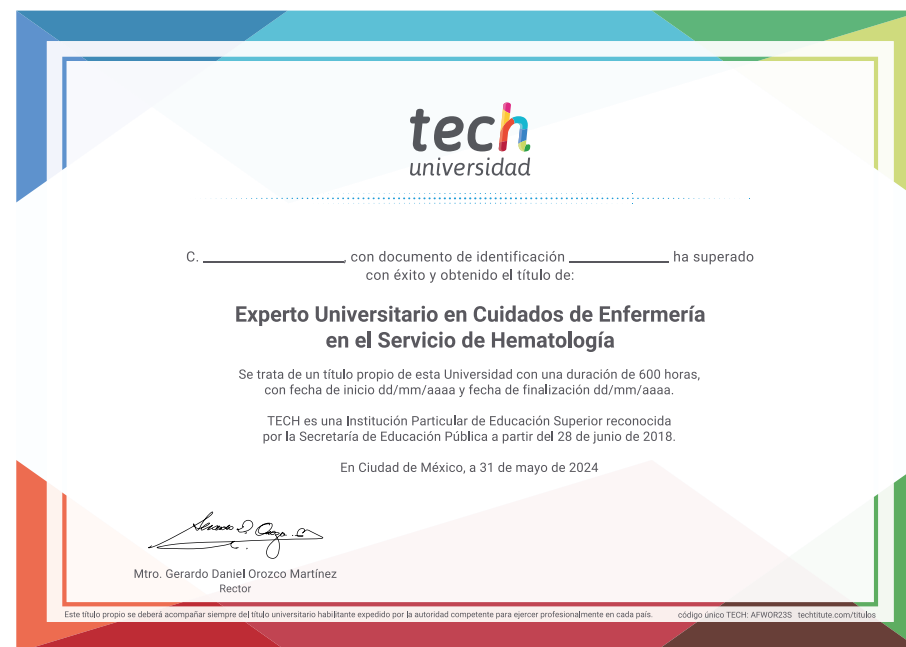 tech
universidad
C. ____________, con documento de identificación ____________ ha superado
con éxito y obtenido el título de:
Experto Universitario en Cuidados de Enfermería
en el Servicio de Hematología
Se trata de un título propio de esta Universidad con una duración de 600 horas,
con fecha de inicio dd/mm/aaaa y fecha de finalización dd/mm/aaaa.
TECH es una Institución Particular de Educación Superior reconocida
por la Secretaría de Educación Pública a partir del 28 de junio de 2018.
En Ciudad de México, a 31 de mayo de 2024
Mtro. Gerardo Daniel Orozco Martínez
Rector
Este título propio se deberá acompañar siempre del título universitario habilitante expedido por la autoridad competente para ejercer profesionalmente en cada país. código único TECH: AFWOR23S techtitute.com/titulos